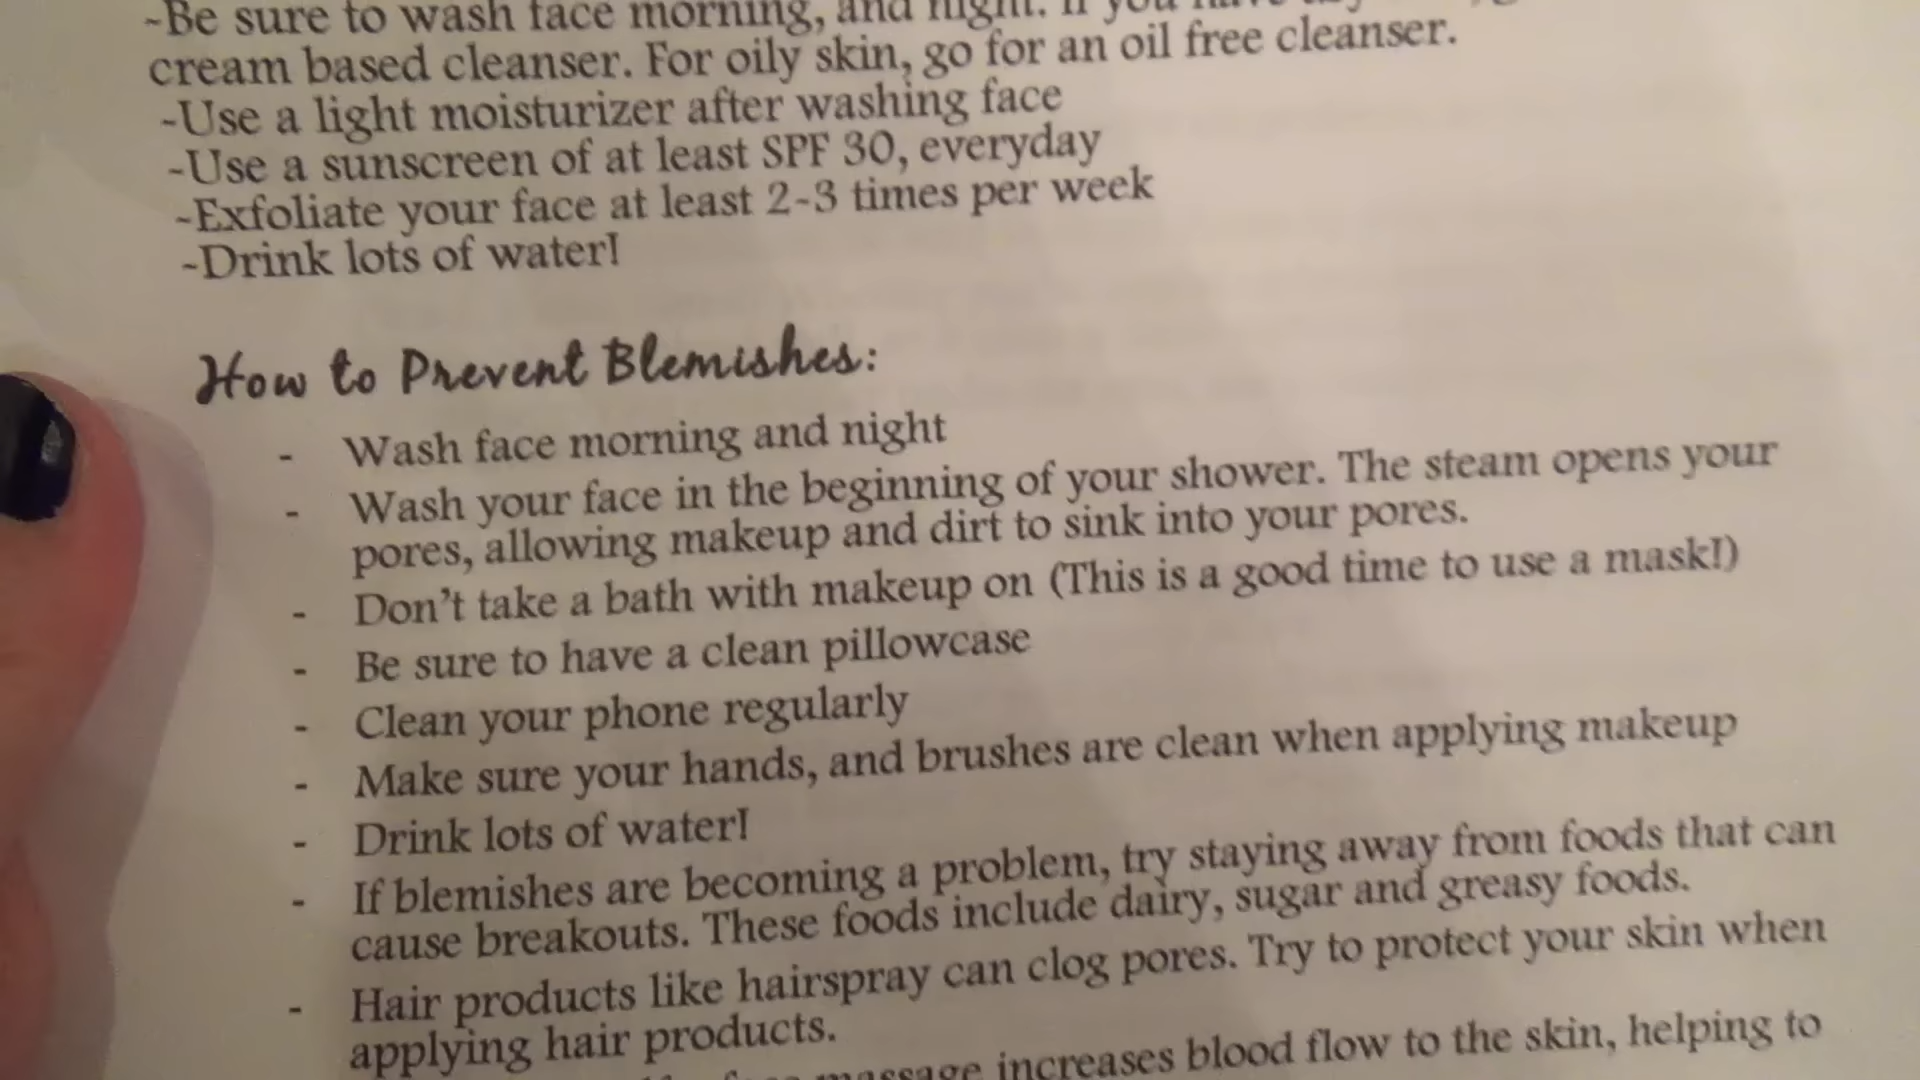 -Be sure to wash face morning, and night. If you have
cream based cleanser. For oily skin, go for an oil free cleanser.
-Use a light moisturizer after washing face
-Use a sunscreen of at least SPF 30, everyday
-Exfoliate your face at least 2-3 times per week
-Drink lots of water!
How to Prevent Blemishes:
- Wash face morning and night
- Wash your face in the beginning of your shower. The steam opens your
pores, allowing makeup and dirt to sink into your pores.
- Don't take a bath with makeup on (This is a good time to use a mask!)
- Be sure to have a clean pillowcase
- Clean your phone regularly
- Make sure your hands, and brushes are clean when applying makeup
- Drink lots of water!
- If blemishes are becoming a problem, try staying away from foods that can
cause breakouts. These foods include dairy, sugar and greasy foods.
- Hair products like hairspray can clog pores. Try to protect your skin when
applying hair products.
massage increases blood flow to the skin, helping to